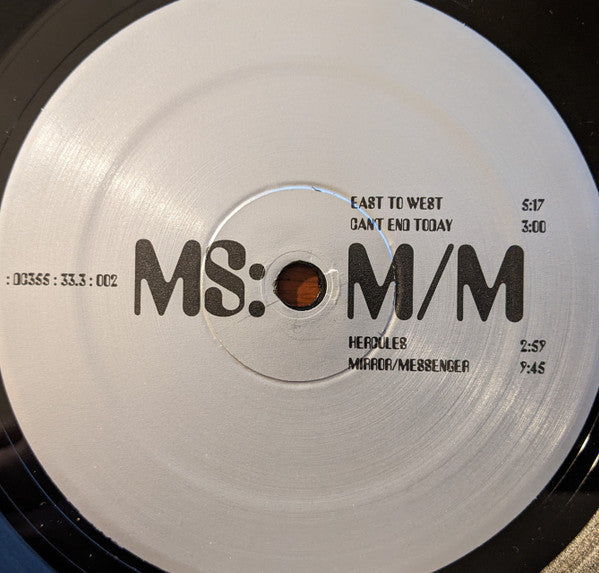 EAST TO WEST 5:17
CAN'T END TODAY 3:00
: DC355 : 33.3 : 002 MS: M/M
HERCULES 2:59
MIRROR/MESSENGER 9:45